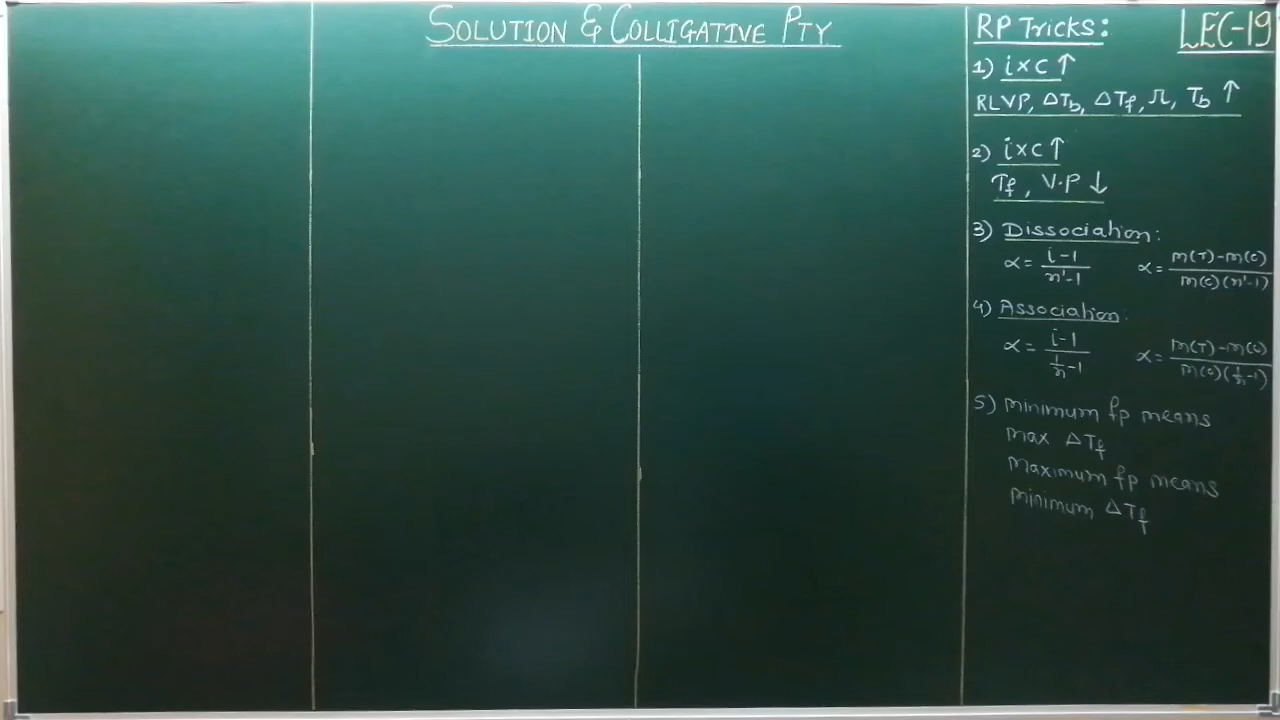 SOLUTION & COLLIGATIVE PTY
LEC-19
RP Tricks:
1) i×c↑
RLVP, ΔTb, ΔTf, π, Tb ↑
2) i×c↑
Tf, V.P ↓
3) Dissociation:
α = (i-1)/(n'-1) α = (m(T)-m(c))/(m(c)(n'-1))
4) Association:
α = (i-1)/(1/n-1) α = (m(T)-m(c))/(m(c)(1/n-1))
5) minimum fp means
max ΔTf
Maximum fp means
minimum ΔTf